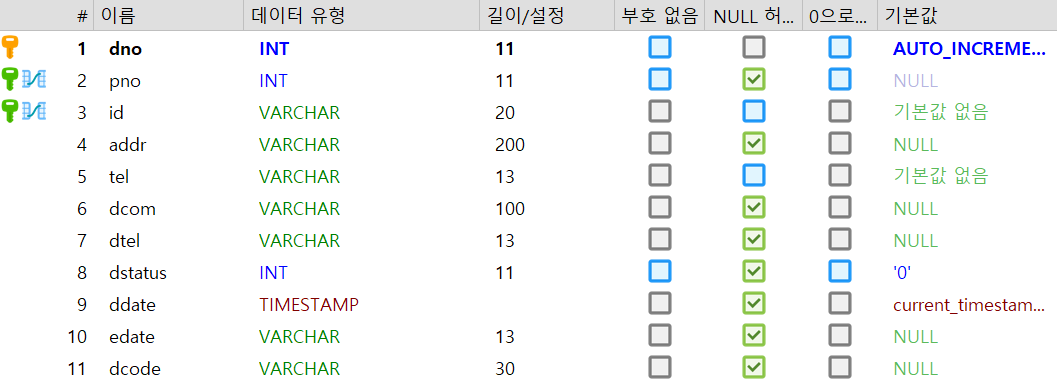 # 이름 데이터 유형 길이/설정 부호 없음 NULL 허... 0으로... 기본값
1 dno INT 11 AUTO_INCREME...
2 pno INT 11 NULL
3 id VARCHAR 20 기본값 없음
4 addr VARCHAR 200 NULL
5 tel VARCHAR 13 기본값 없음
6 dcom VARCHAR 100 NULL
7 dtel VARCHAR 13 NULL
8 dstatus INT 11 '0'
9 ddate TIMESTAMP current_timestam...
10 edate VARCHAR 13 NULL
11 dcode VARCHAR 30 NULL